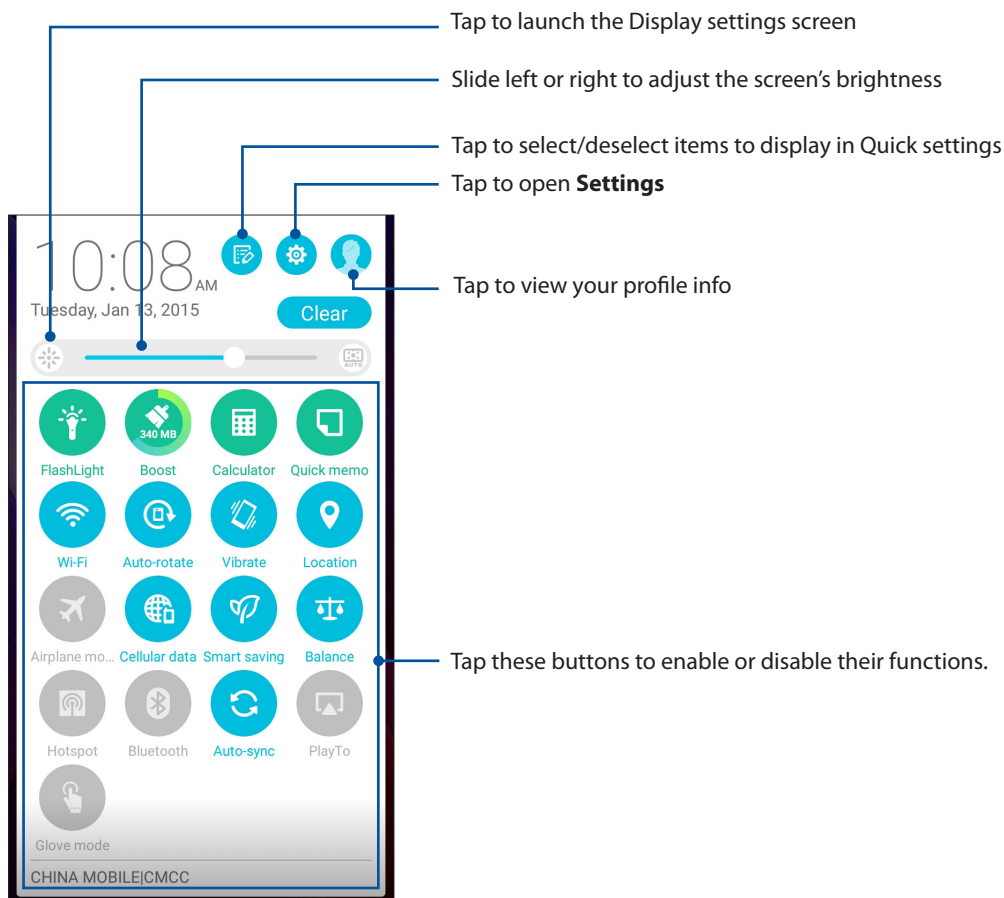 Tap to launch the Display settings screen
Slide left or right to adjust the screen’s brightness
Tap to select/deselect items to display in Quick settings
Tap to open Settings
10:08 AM
Tuesday, Jan 13, 2015
Clear
Tap to view your profile info
AUTO
340 MB
FlashLight Boost Calculator Quick memo
Wi-Fi Auto-rotate Vibrate Location
Airplane mo... Cellular data Smart saving Balance
Tap these buttons to enable or disable their functions.
Hotspot Bluetooth Auto-sync PlayTo
Glove mode
CHINA MOBILE|CMCC